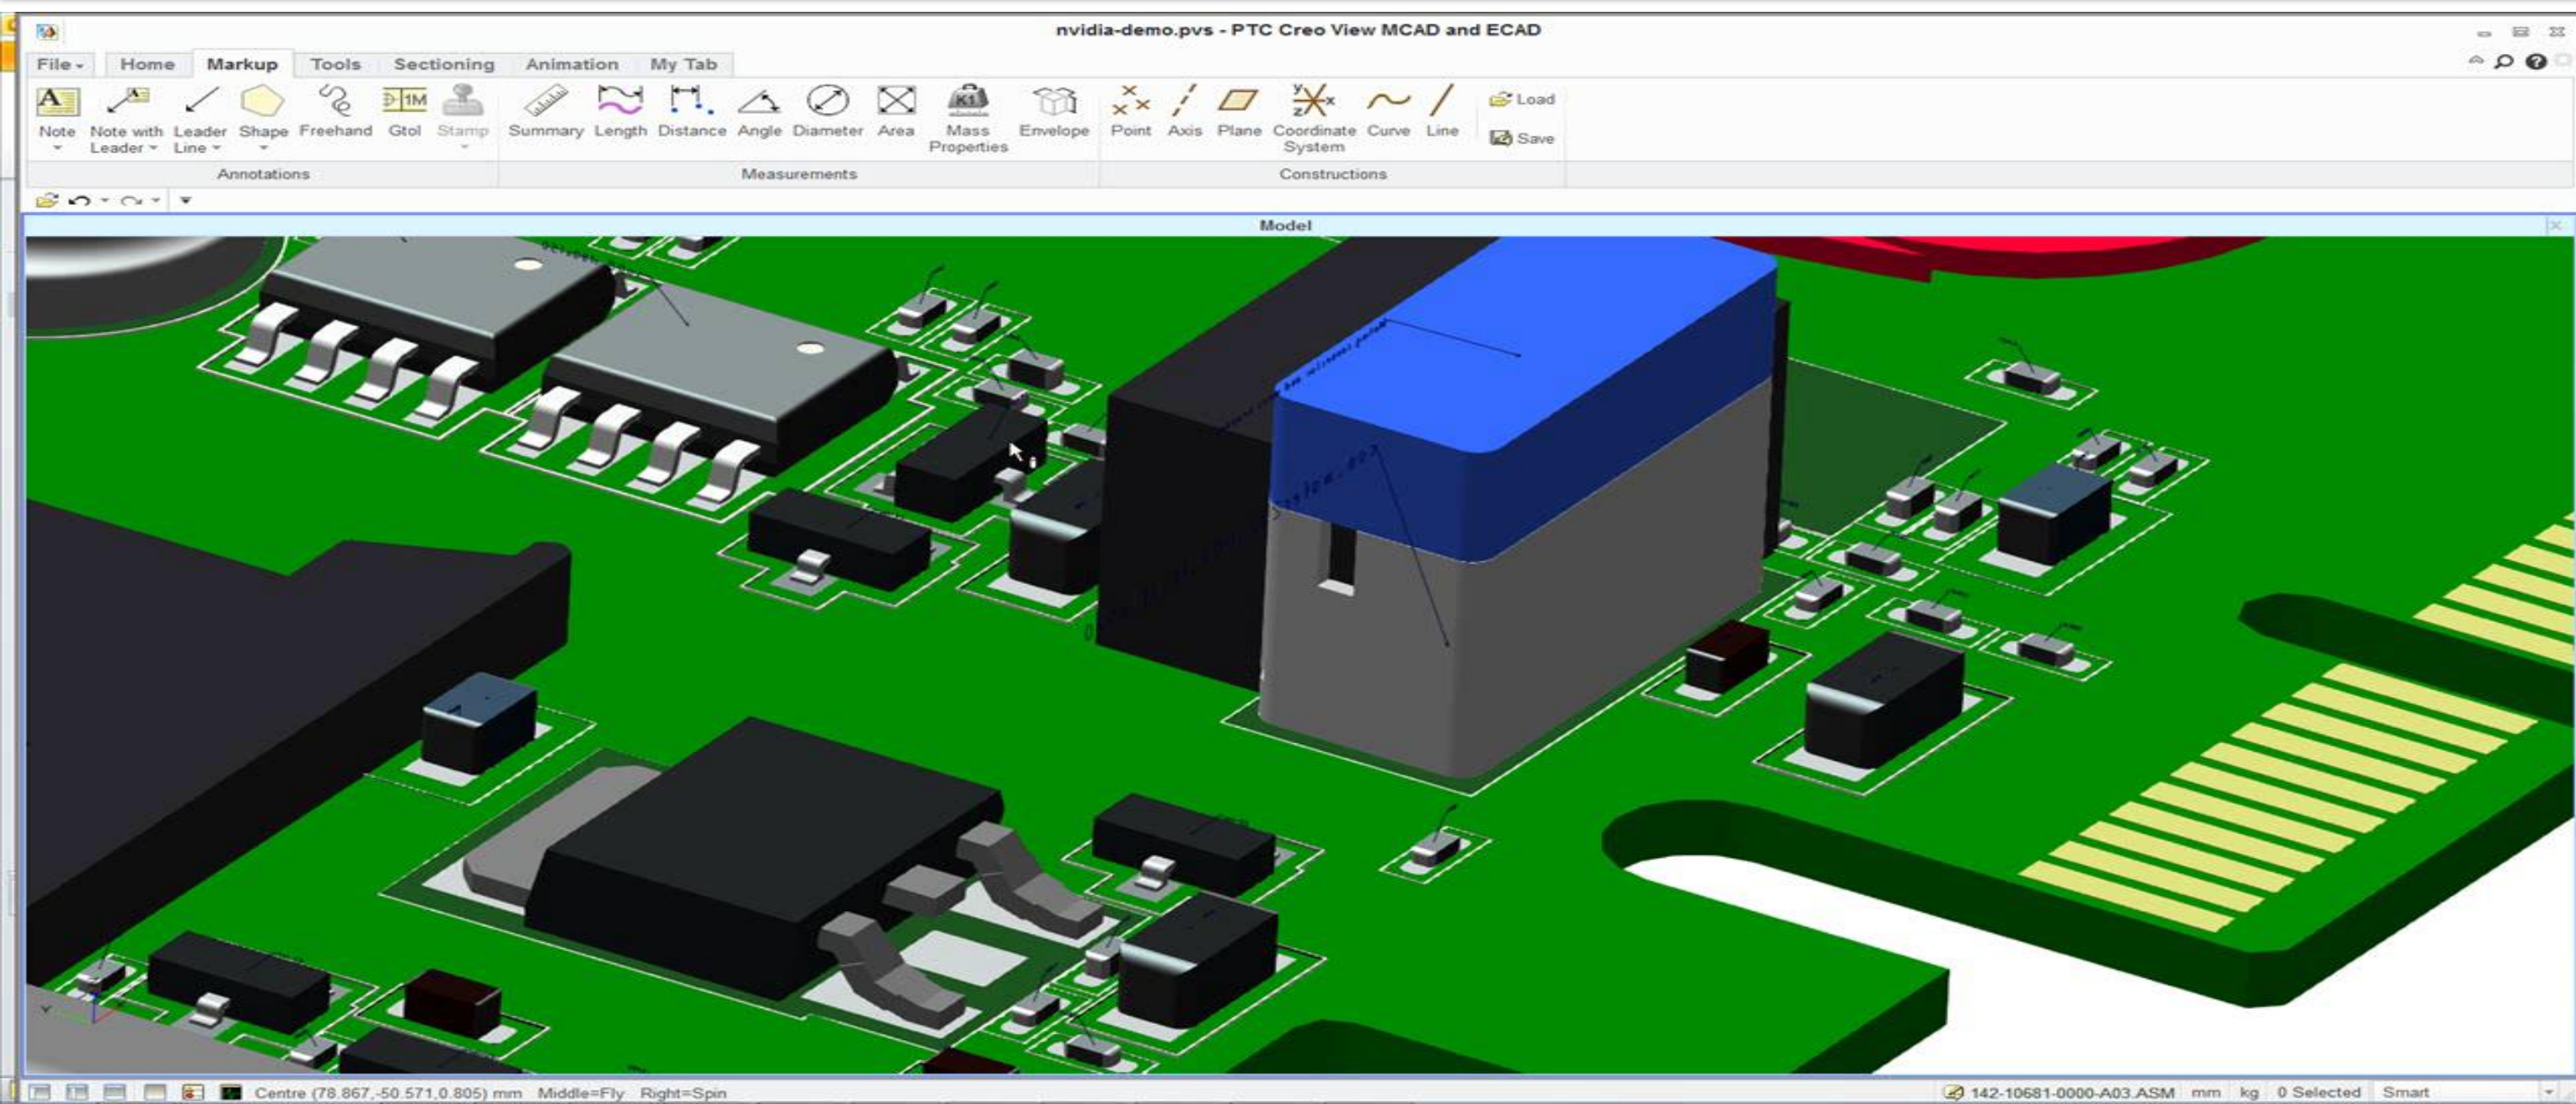 nvidia-demo.pvs - PTC Creo View MCAD and ECAD
File Home Markup Tools Sectioning Animation My Tab
A A 1M K1 y x z
Note Note with Leader Leader Line Shape Freehand Gtol Stamp Summary Length Distance Angle Diameter Area Mass Properties Envelope Point Axis Plane Coordinate System Curve Line Load
Save
Annotations Measurements Constructions
Model
Centre (78.867,-50.571,0.805) mm Middle=Fly Right=Spin 142-10681-0000-A03.ASM mm kg 0 Selected Smart